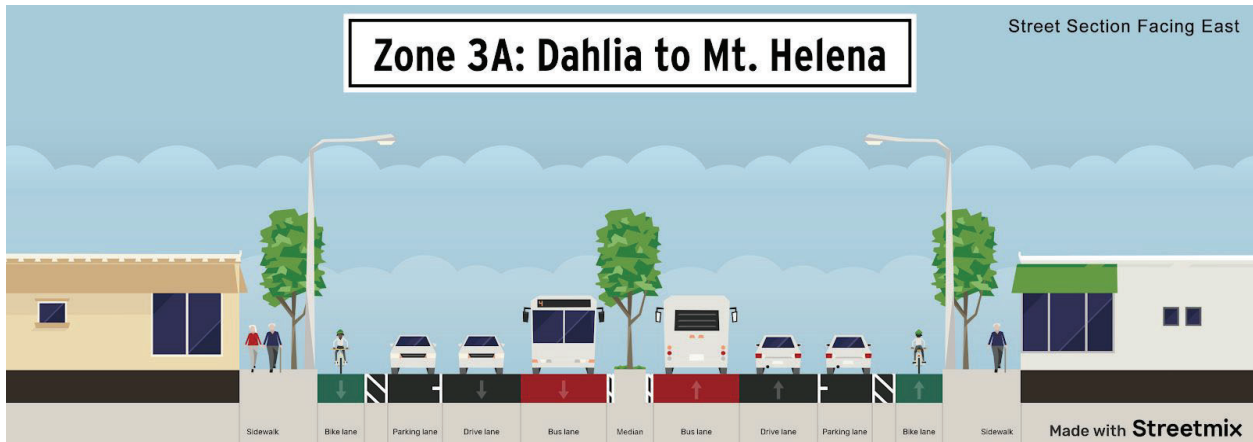 Street Section Facing East
Zone 3A: Dahlia to Mt. Helena
4
Sidewalk Bike lane Parking lane Drive lane Bus lane Median Bus lane Drive lane Parking lane Bike lane Sidewalk
Made with Streetmix